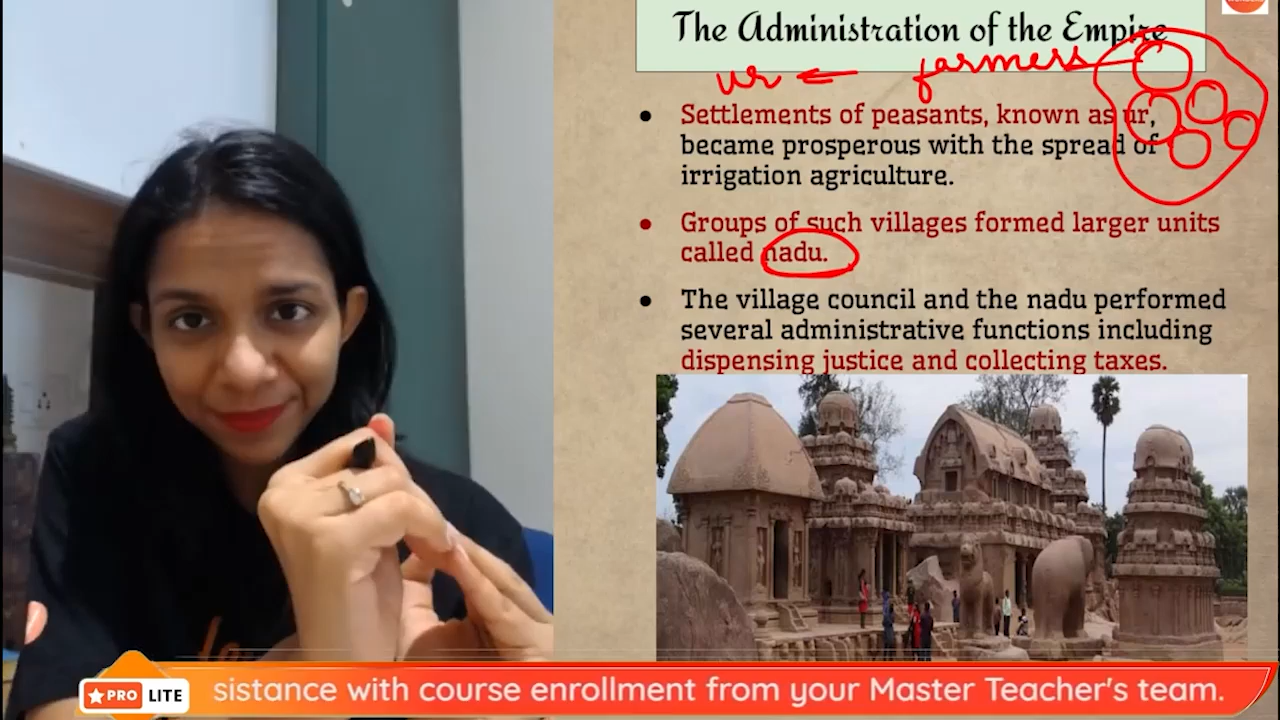 The Administration of the Empire
ur ← farmers
• Settlements of peasants, known as ur,
became prosperous with the spread of
irrigation agriculture.
• Groups of such villages formed larger units
called nadu.
• The village council and the nadu performed
several administrative functions including
dispensing justice and collecting taxes.
PRO LITE
sistance with course enrollment from your Master Teacher's team.